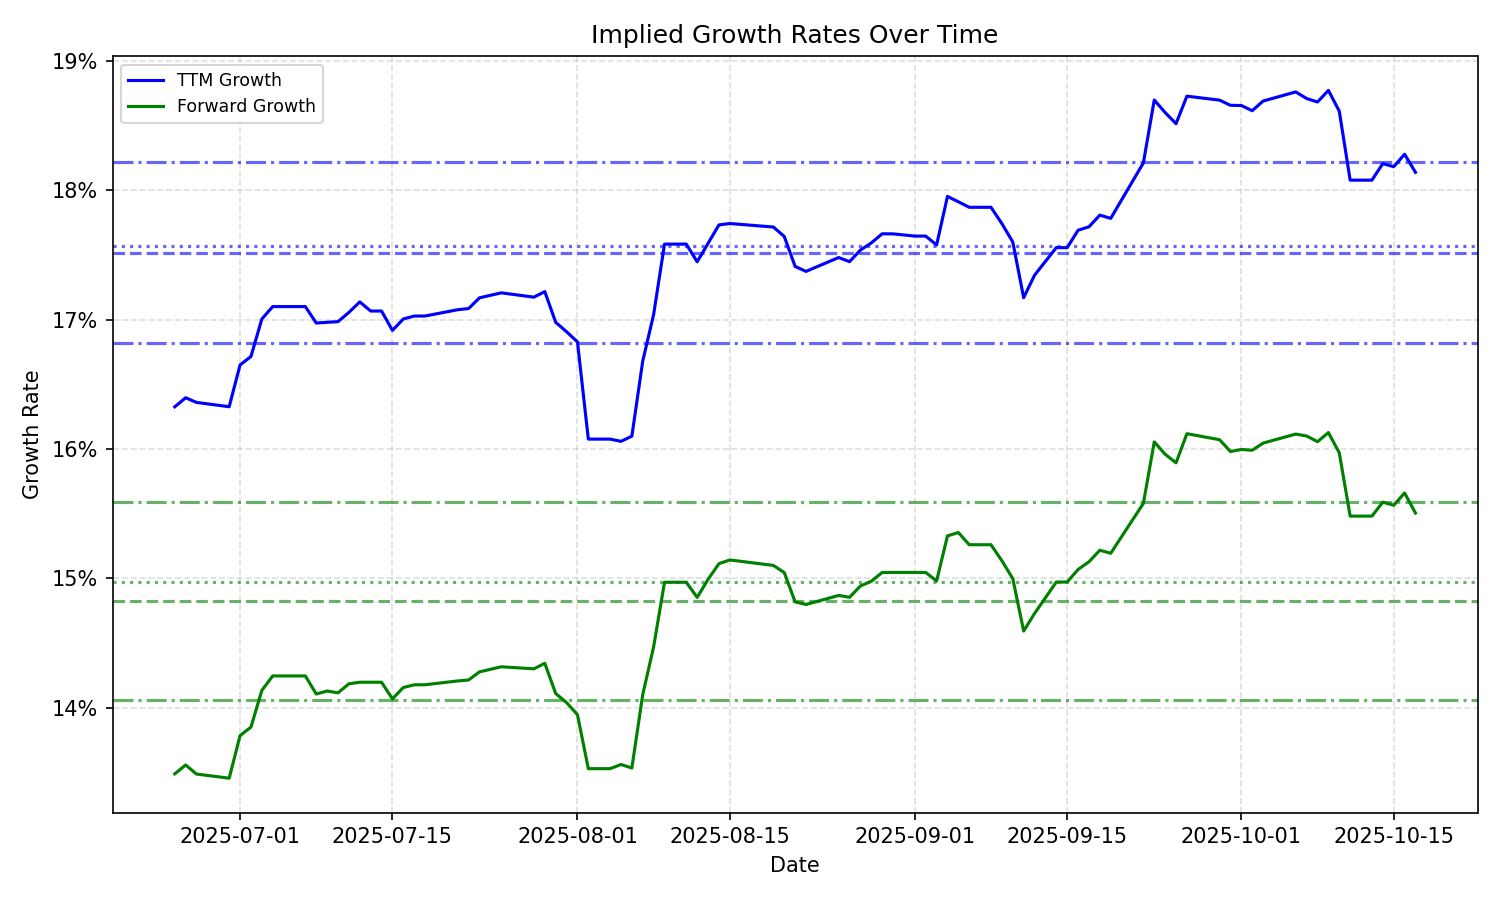 Implied Growth Rates Over Time
19%
18%
17%
16%
15%
14%
Growth Rate
TTM Growth
Forward Growth
2025-07-01
2025-07-15
2025-08-01
2025-08-15
2025-09-01
2025-09-15
2025-10-01
2025-10-15
Date